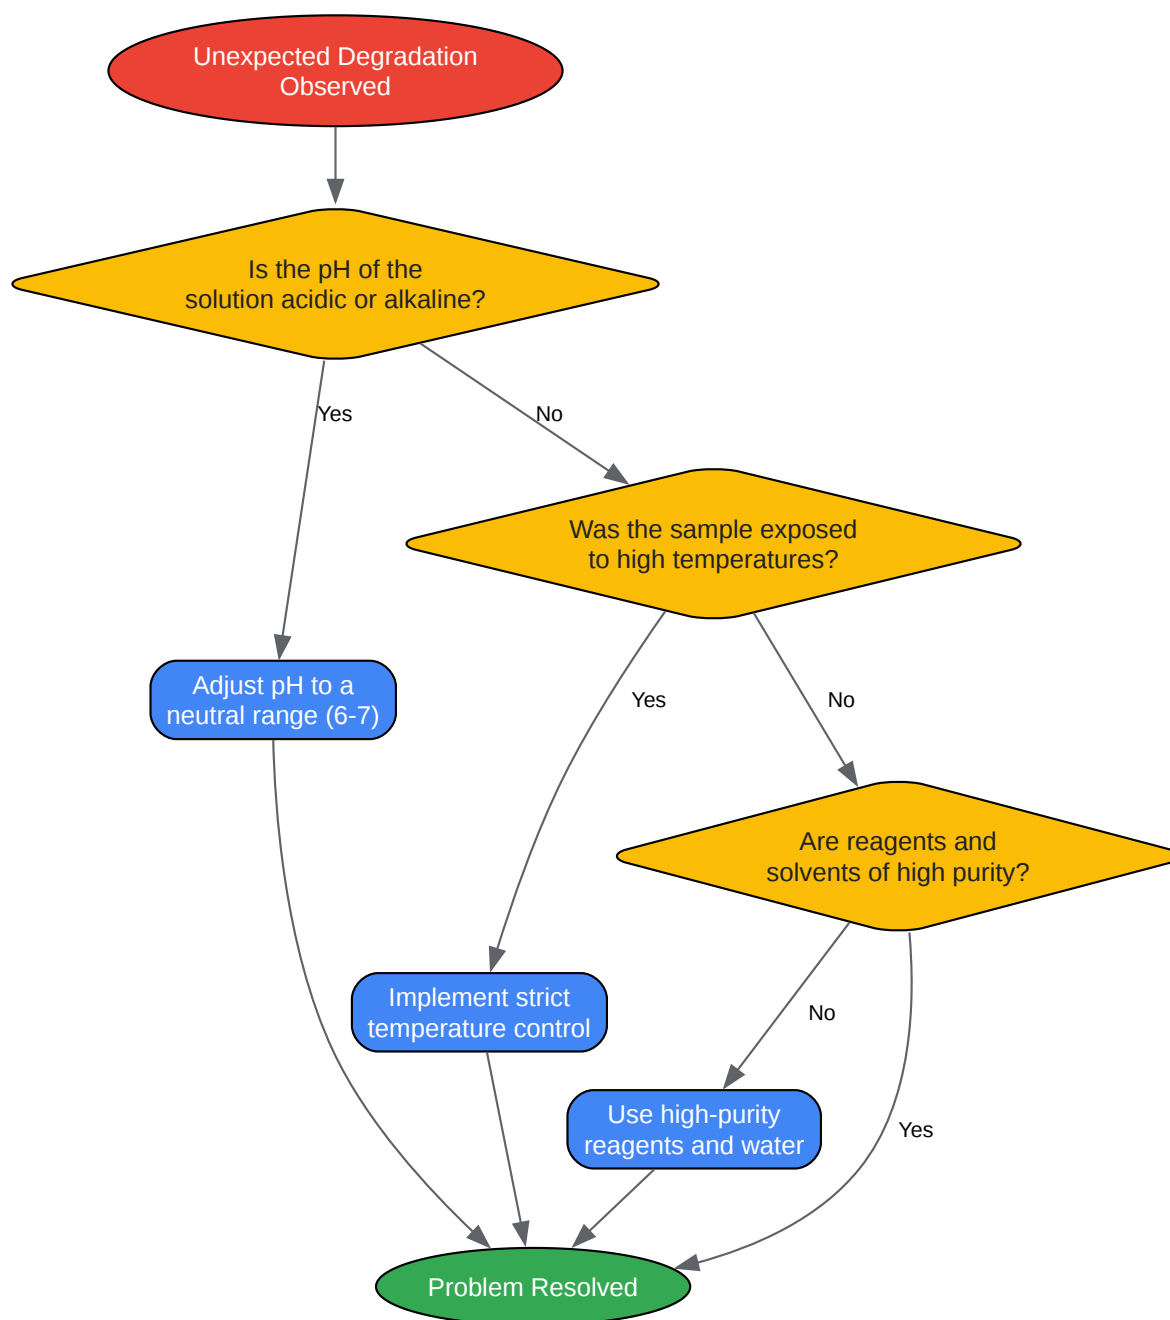 Unexpected Degradation
Observed
Is the pH of the
solution acidic or alkaline?
Yes
No
Was the sample exposed
to high temperatures?
Adjust pH to a
neutral range (6-7)
Yes
No
Are reagents and
solvents of high purity?
Implement strict
temperature control
No
Use high-purity
reagents and water
Yes
Problem Resolved